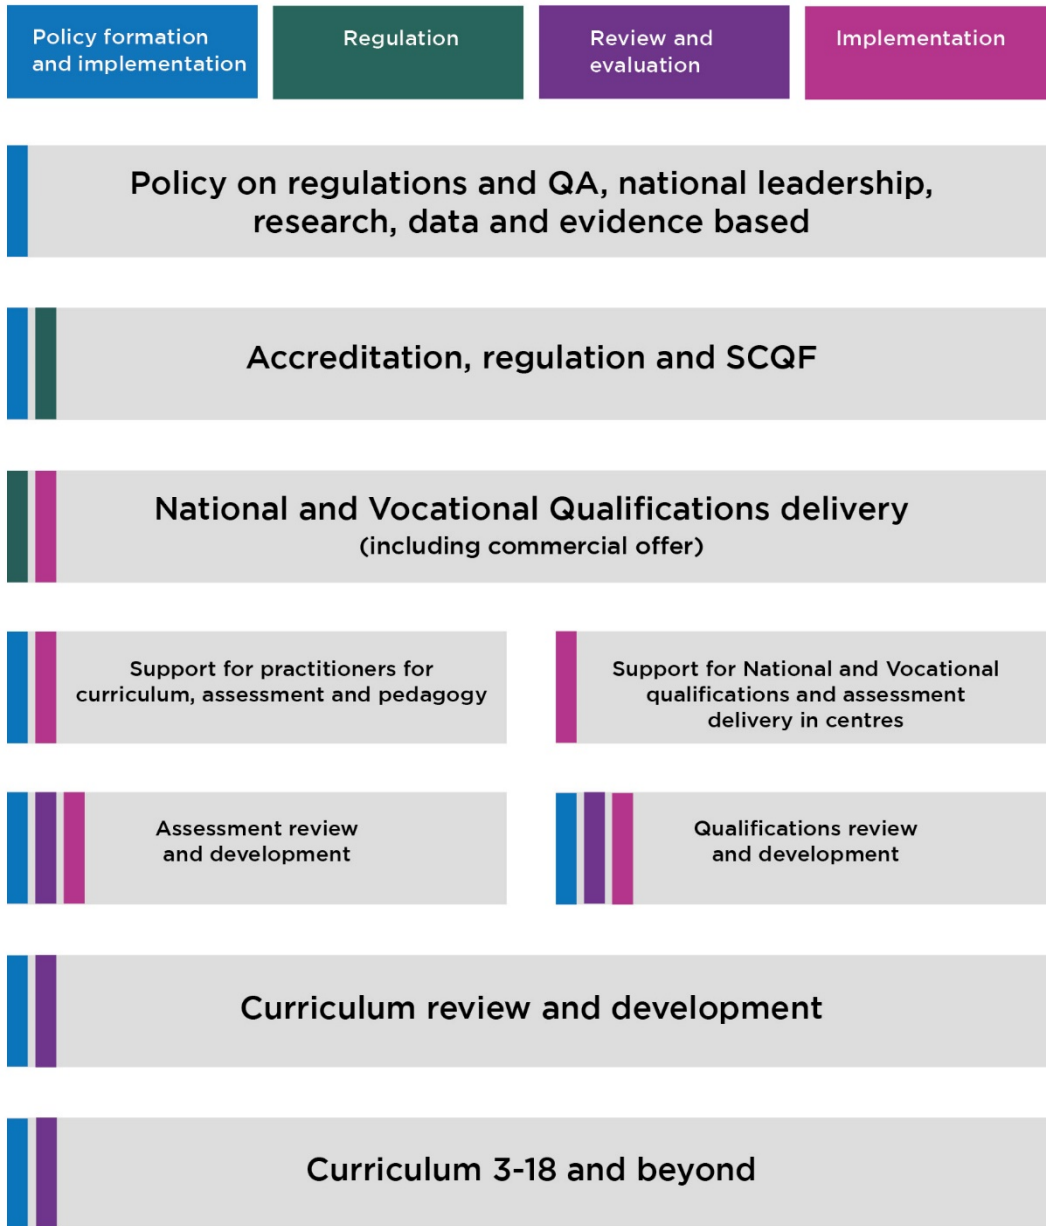 Policy formation
and implementation
Regulation
Review and
evaluation
Implementation
Policy on regulations and QA, national leadership,
research, data and evidence based
Accreditation, regulation and SCQF
National and Vocational Qualifications delivery
(including commercial offer)
Support for practitioners for
curriculum, assessment and pedagogy
Support for National and Vocational
qualifications and assessment
delivery in centres
Assessment review
and development
Qualifications review
and development
Curriculum review and development
Curriculum 3-18 and beyond